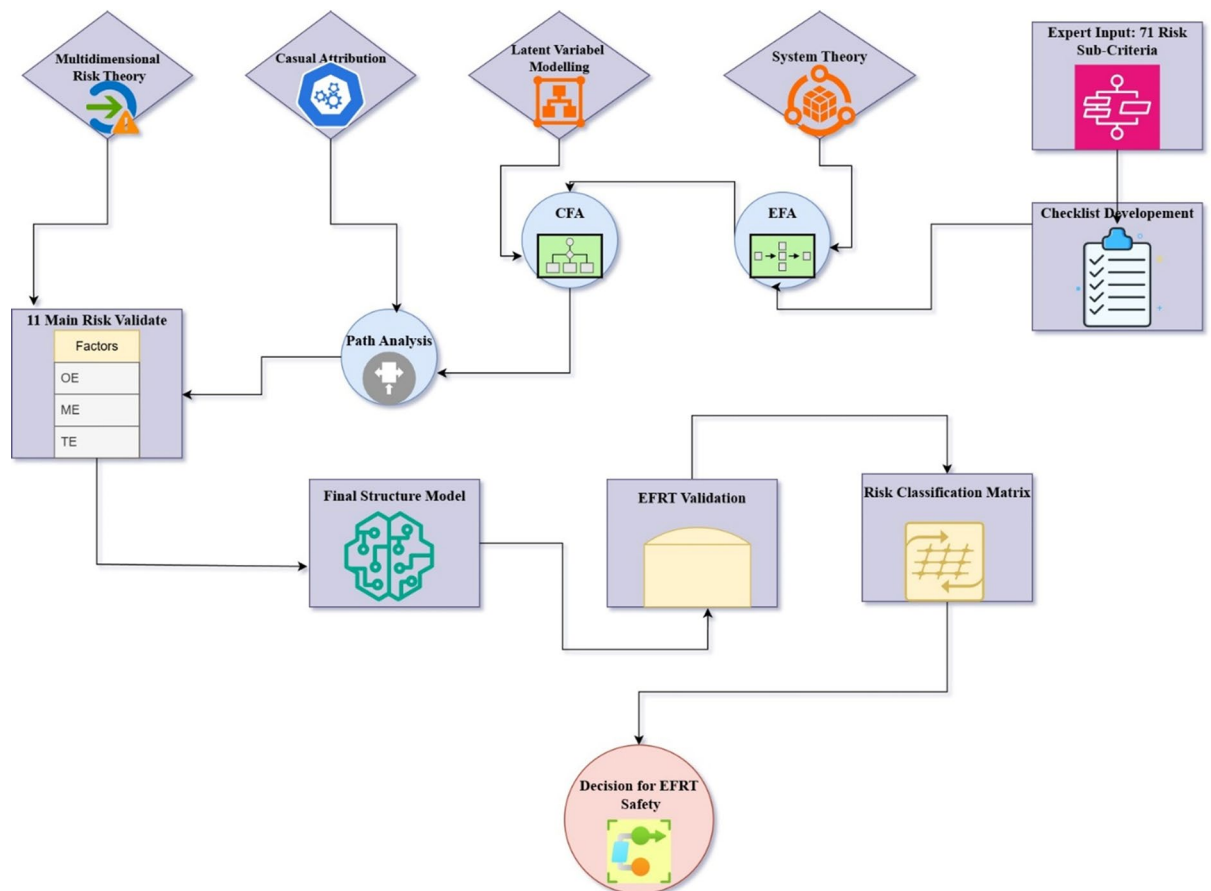 Multidimensional
Risk Theory
Casual Attribution
Latent Variabel
Modelling
System Theory
Expert Input: 71 Risk
Sub-Criteria
CFA
EFA
Checklist Developement
11 Main Risk Validate
Factors
OE
ME
TE
Path Analysis
Final Structure Model
EFRT Validation
Risk Classification Matrix
Decision for EFRT
Safety